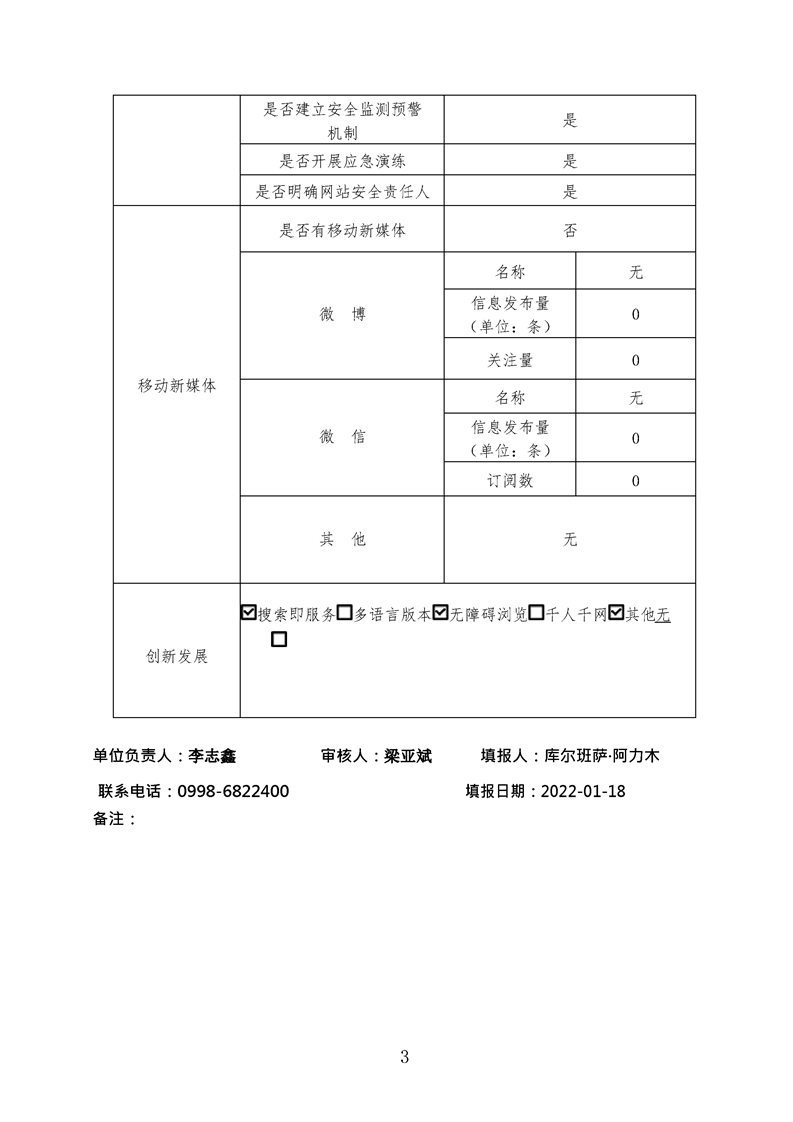 是否建立安全监测预警
机制
是
是否开展应急演练 是
是否明确网站安全责任人 是
移动新媒体
是否有移动新媒体 否
微 博
名称 无
信息发布量
（单位：条）
0
关注量 0
微 信
名称 无
信息发布量
（单位：条）
0
订阅数 0
其 他 无
创新发展
☑搜索即服务☐多语言版本☑无障碍浏览☐千人千网☑其他无
☐
单位负责人：李志鑫 审核人：梁亚斌 填报人：库尔班萨·阿力木
联系电话：0998-6822400 填报日期：2022-01-18
备注：
3